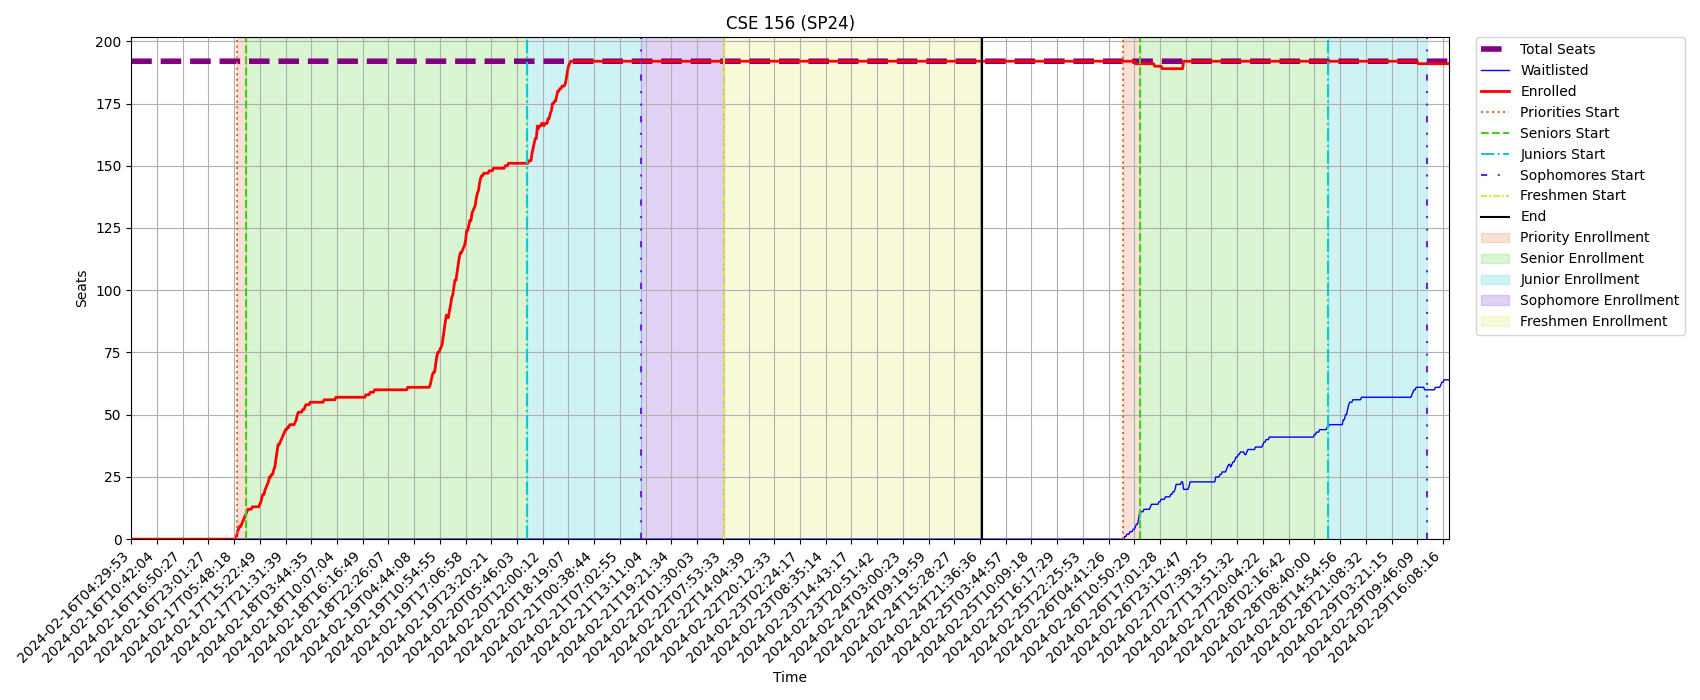 CSE 156 (SP24)
200
175
150
125
100
75
50
25
0
Seats
2024-02-16T04:29:53
2024-02-16T10:42:04
2024-02-16T16:50:27
2024-02-16T23:01:27
2024-02-17T05:48:18
2024-02-17T15:22:49
2024-02-17T21:31:39
2024-02-18T03:44:35
2024-02-18T10:07:04
2024-02-18T16:16:49
2024-02-18T22:26:07
2024-02-19T04:44:08
2024-02-19T10:54:55
2024-02-19T17:06:58
2024-02-19T23:20:21
2024-02-20T05:46:03
2024-02-20T12:00:12
2024-02-20T18:19:07
2024-02-21T00:38:44
2024-02-21T07:02:55
2024-02-21T13:11:04
2024-02-21T19:21:34
2024-02-22T01:30:03
2024-02-22T07:53:33
2024-02-22T14:04:39
2024-02-22T20:12:33
2024-02-23T02:24:17
2024-02-23T08:35:14
2024-02-23T14:43:17
2024-02-23T20:51:42
2024-02-24T03:00:23
2024-02-24T09:19:59
2024-02-24T15:28:27
2024-02-24T21:36:36
2024-02-25T03:44:57
2024-02-25T10:09:18
2024-02-25T16:17:29
2024-02-25T22:25:53
2024-02-26T04:41:26
2024-02-26T10:50:29
2024-02-26T17:01:28
2024-02-26T23:12:47
2024-02-27T07:39:25
2024-02-27T13:51:32
2024-02-27T20:04:22
2024-02-28T02:16:42
2024-02-28T08:40:00
2024-02-28T14:54:56
2024-02-28T21:08:32
2024-02-29T03:21:15
2024-02-29T09:46:09
2024-02-29T16:08:16
Time
Total Seats
Waitlisted
Enrolled
Priorities Start
Seniors Start
Juniors Start
Sophomores Start
Freshmen Start
End
Priority Enrollment
Senior Enrollment
Junior Enrollment
Sophomore Enrollment
Freshmen Enrollment